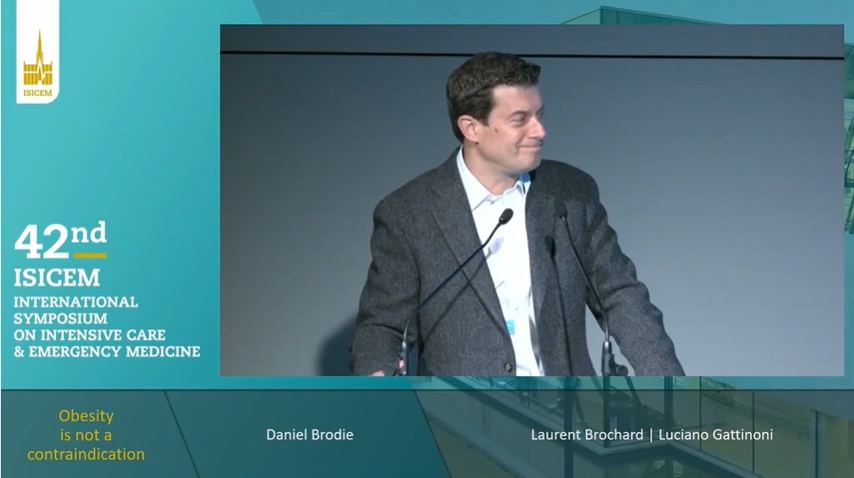 ISICEM
42nd
ISICEM
INTERNATIONAL
SYMPOSIUM
ON INTENSIVE CARE
& EMERGENCY MEDICINE
Obesity
is not a
contraindication
Daniel Brodie
Laurent Brochard | Luciano Gattinoni